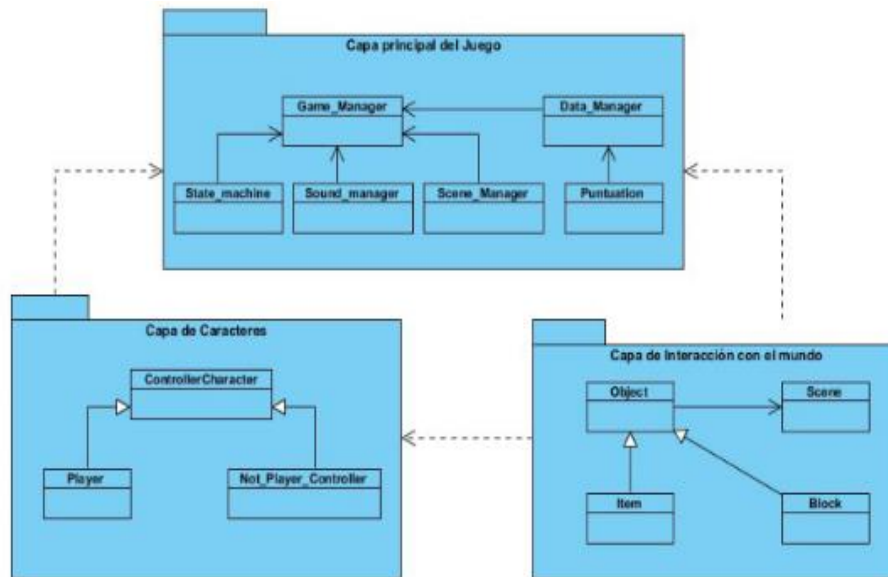 Capa principal del Juego
Game_Manager
Data_Manager
State_machine
Sound_manager
Scene_Manager
Puntuation
Capa de Caracteres
ControllerCharacter
Player
Not_Player_Controller
Capa de Interacción con el mundo
Object
Scene
Item
Block